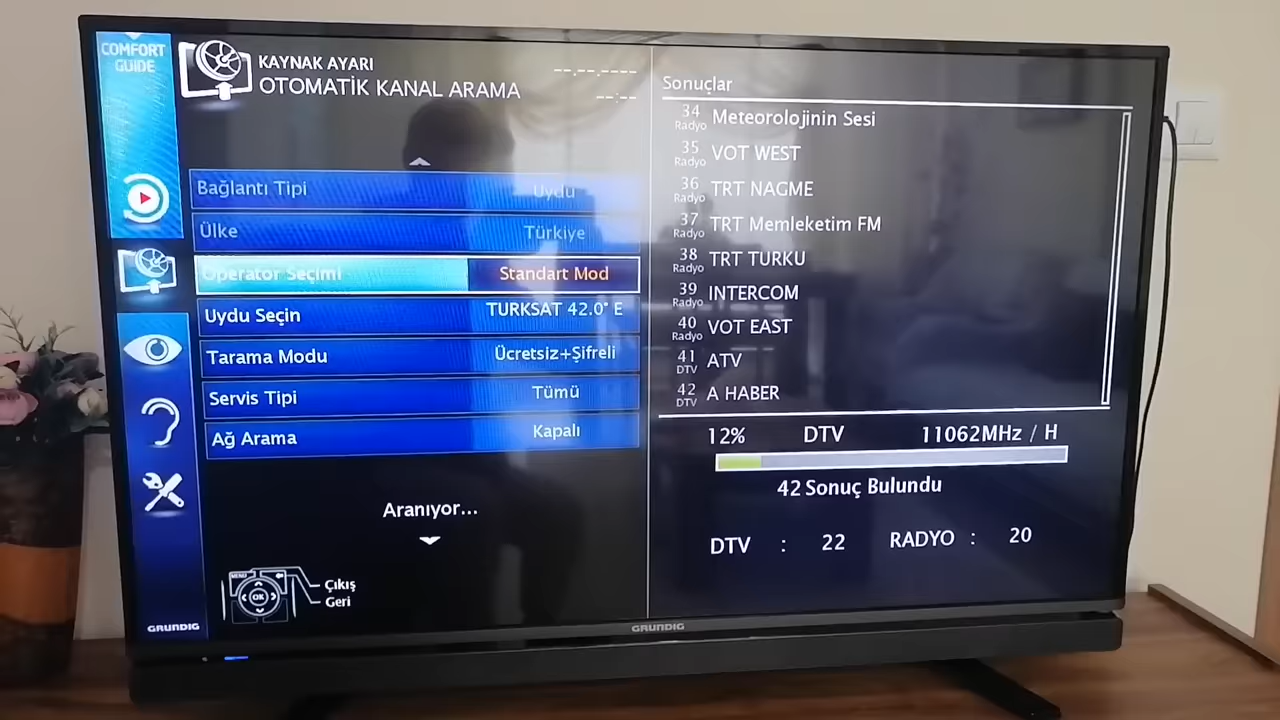 COMFORT
GUIDE
KAYNAK AYARI
OTOMATİK KANAL ARAMA
--.--.----
--:--
Bağlantı Tipi Uydu
Ülke Türkiye
Operatör Seçimi Standart Mod
Uydu Seçin TURKSAT 42.0° E
Tarama Modu Ücretsiz+Şifreli
Servis Tipi Tümü
Ağ Arama Kapalı
Aranıyor...
MENU
OK
Çıkış
Geri
GRUNDIG
Sonuçlar
34 Radyo Meteorolojinin Sesi
35 Radyo VOT WEST
36 Radyo TRT NAGME
37 Radyo TRT Memleketim FM
38 Radyo TRT TURKU
39 Radyo INTERCOM
40 Radyo VOT EAST
41 DTV ATV
42 DTV A HABER
12% DTV 11062MHz / H
42 Sonuç Bulundu
DTV : 22 RADYO : 20
GRUNDIG